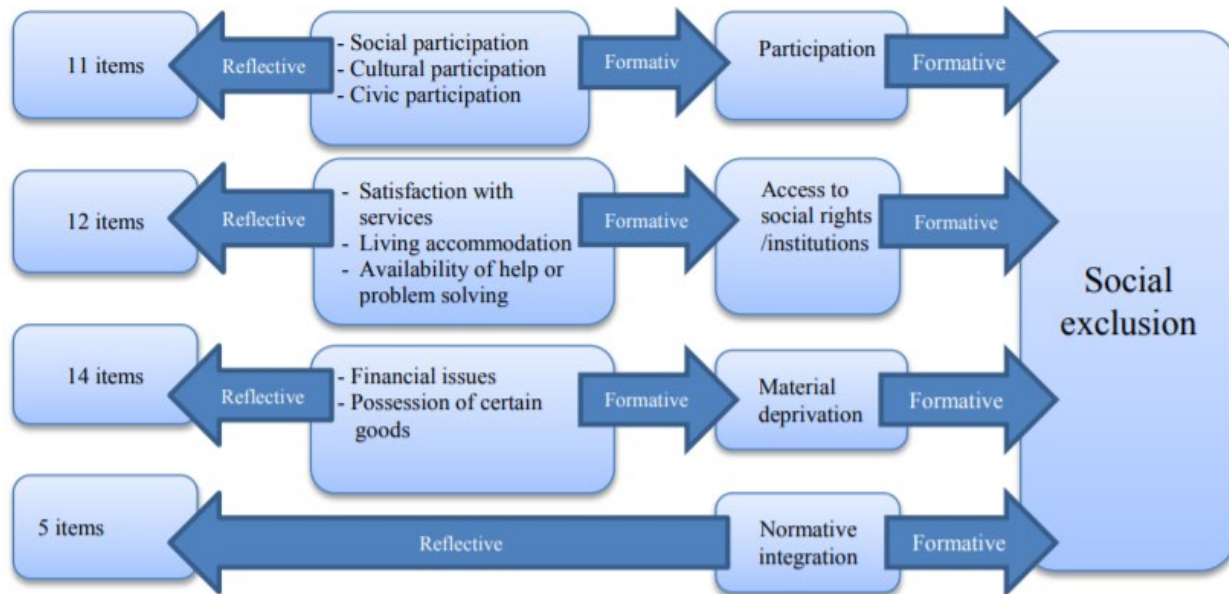 11 items
Reflective
- Social participation
- Cultural participation
- Civic participation
Formativ
Participation
Formative
12 items
Reflective
- Satisfaction with
services
- Living accommodation
- Availability of help or
problem solving
Formative
Access to
social rights
/institutions
Formative
14 items
Reflective
- Financial issues
- Possession of certain
goods
Formative
Material
deprivation
Formative
5 items
Reflective
Normative
integration
Formative
Social
exclusion